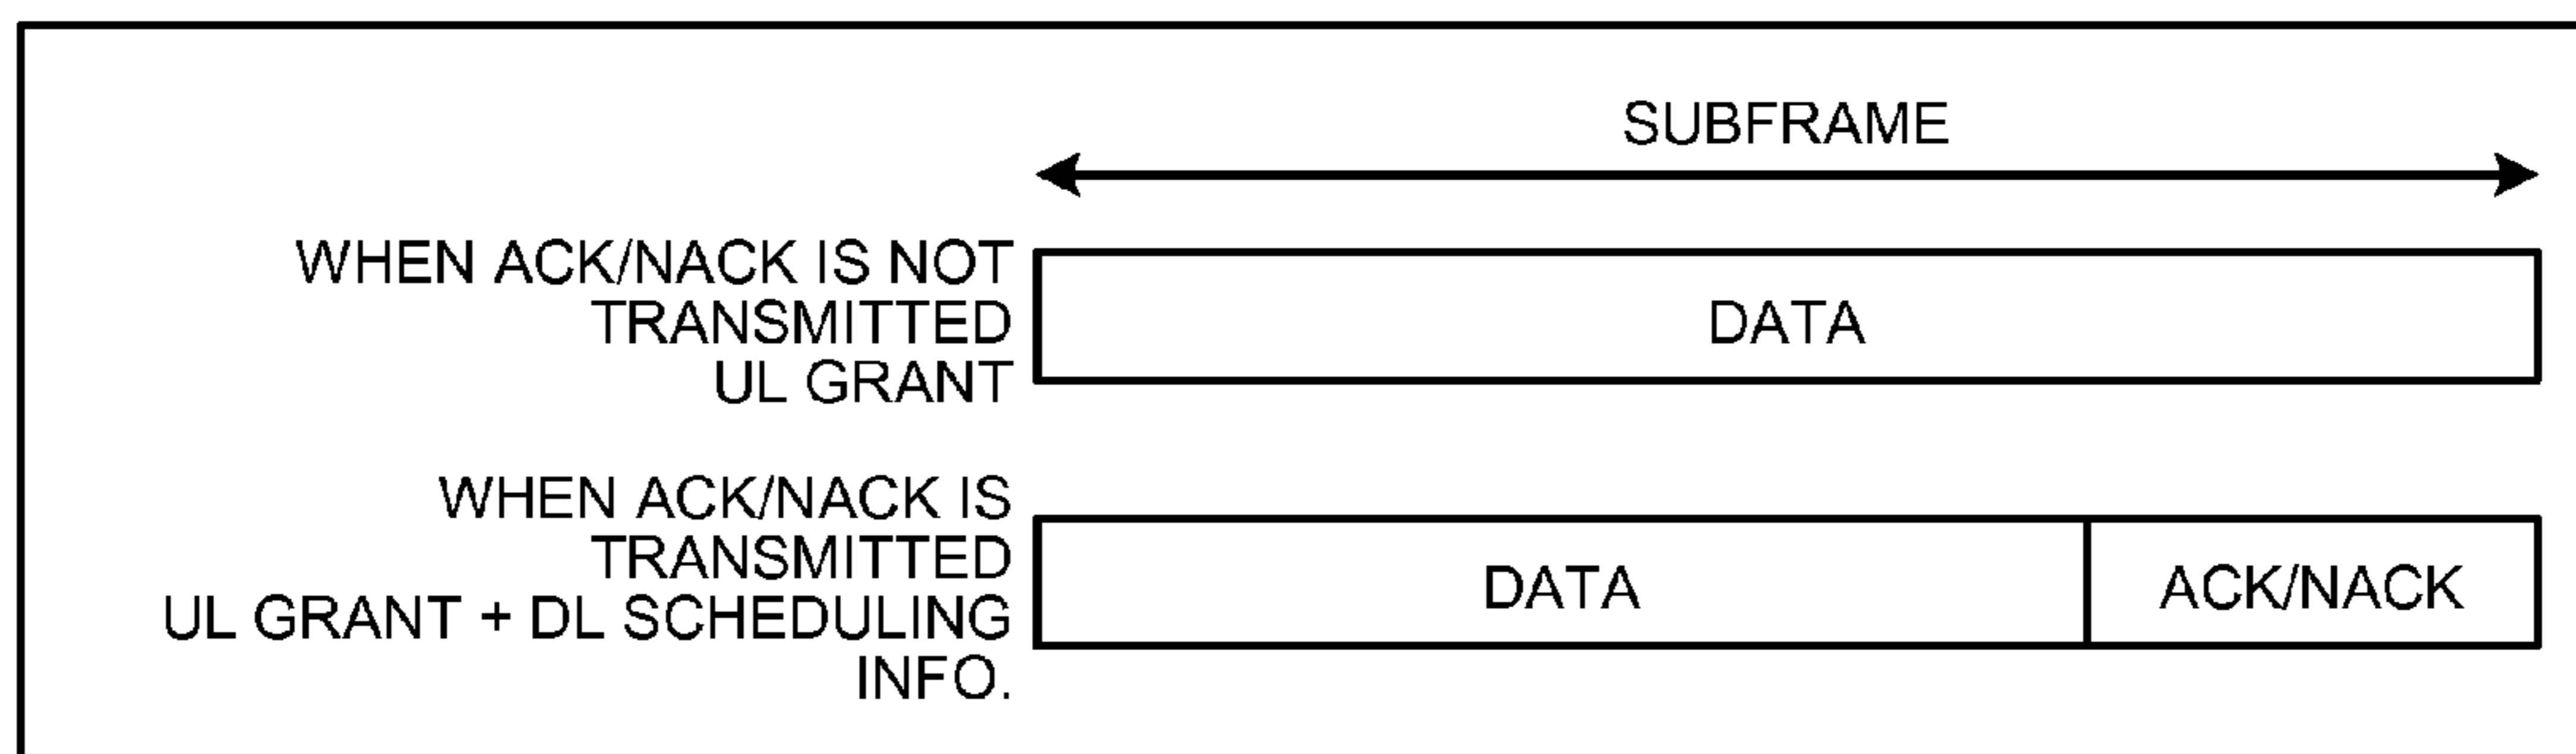 SUBFRAME
WHEN ACK/NACK IS NOT
TRANSMITTED
UL GRANT
DATA
WHEN ACK/NACK IS
TRANSMITTED
UL GRANT + DL SCHEDULING
INFO.
DATA
ACK/NACK